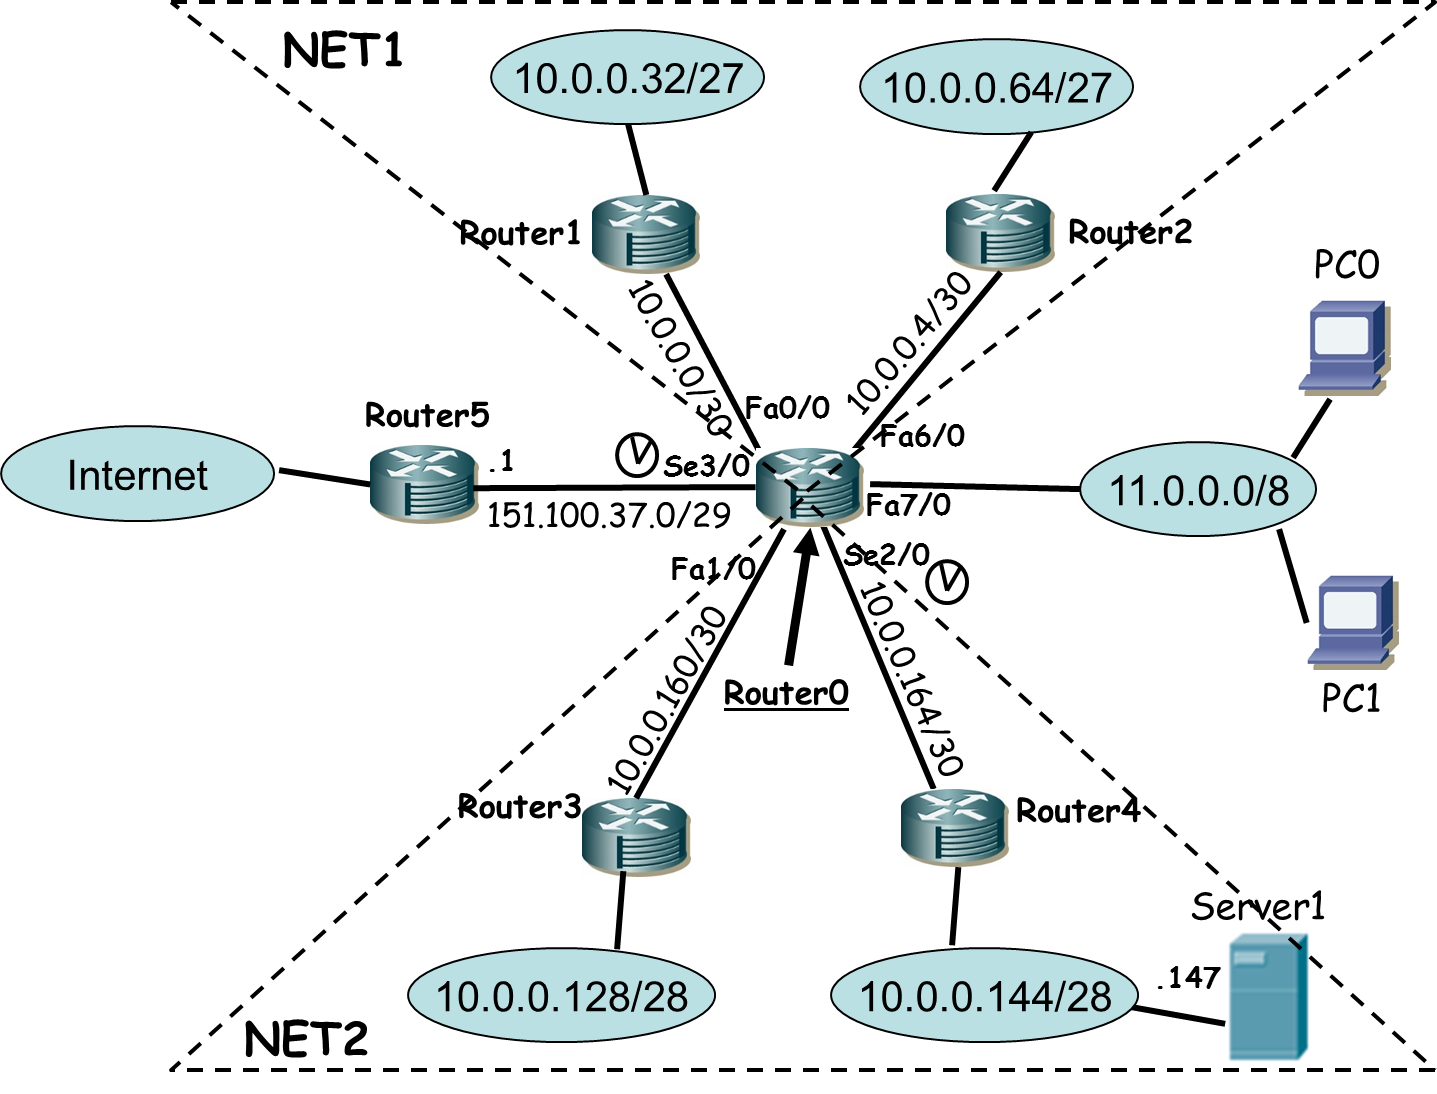 NET1
10.0.0.32/27
10.0.0.64/27
Router1
Router2
PC0
10.0.0.0/30
10.0.0.4/30
Fa0/0
Router5
Fa6/0
Internet
.1
V
Se3/0
11.0.0.0/8
151.100.37.0/29
Fa7/0
Fa1/0
Se2/0
V
10.0.0.160/30
10.0.0.164/30
Router0
PC1
Router3
Router4
Server1
.147
10.0.0.128/28
10.0.0.144/28
NET2